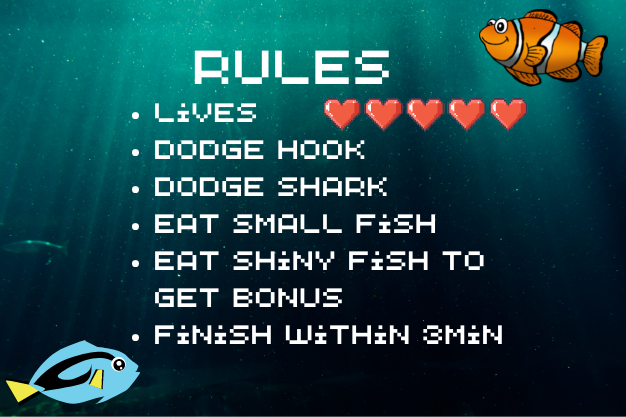 RULES
• LiVES
• DODGE HOOK
• DODGE SHARK
• EAT SMALL FiSH
• EAT SHiNY FiSH TO
GET BONUS
• FiNiSH WiTHiN 3MiN